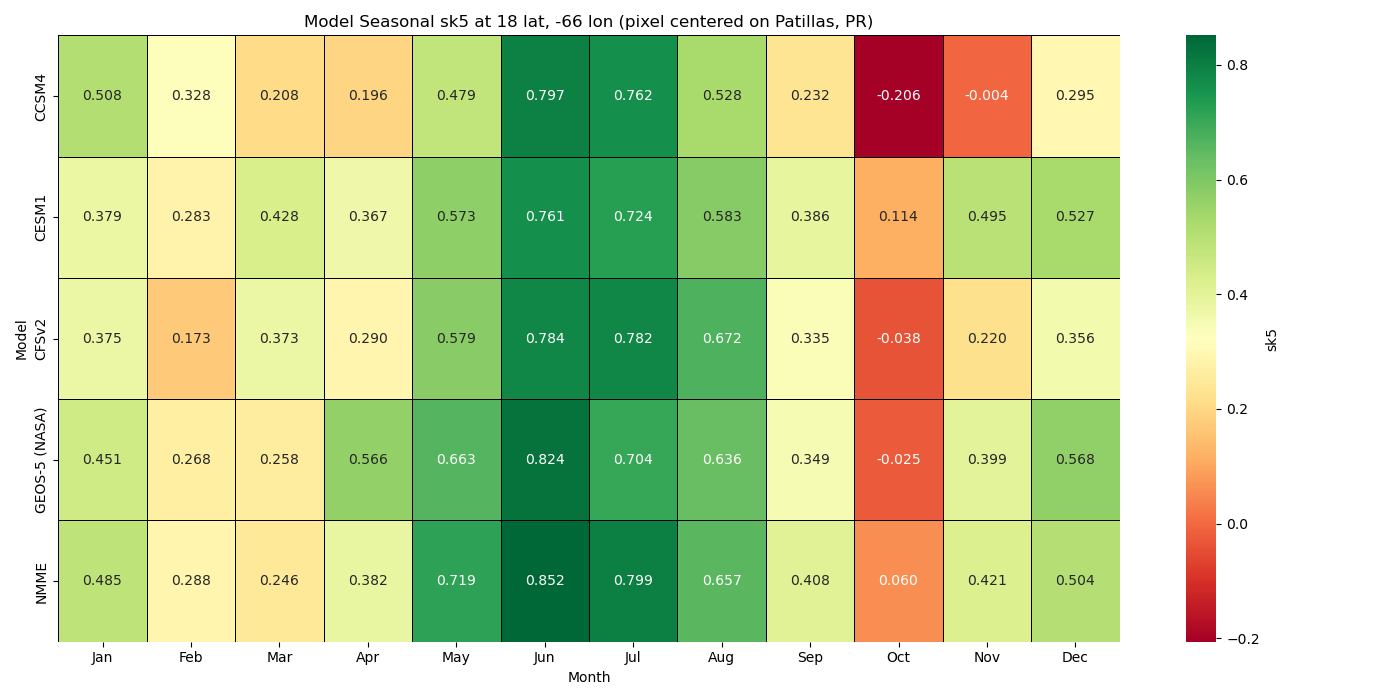 Model Seasonal sk5 at 18 lat, -66 lon (pixel centered on Patillas, PR)
Model
CCSM4 0.508 0.328 0.208 0.196 0.479 0.797 0.762 0.528 0.232 -0.206 -0.004 0.295
CESM1 0.379 0.283 0.428 0.367 0.573 0.761 0.724 0.583 0.386 0.114 0.495 0.527
CFSv2 0.375 0.173 0.373 0.290 0.579 0.784 0.782 0.672 0.335 -0.038 0.220 0.356
GEOS-5 (NASA) 0.451 0.268 0.258 0.566 0.663 0.824 0.704 0.636 0.349 -0.025 0.399 0.568
NMME 0.485 0.288 0.246 0.382 0.719 0.852 0.799 0.657 0.408 0.060 0.421 0.504
Jan Feb Mar Apr May Jun Jul Aug Sep Oct Nov Dec
Month
0.8
0.6
0.4
0.2
0.0
−0.2
sk5